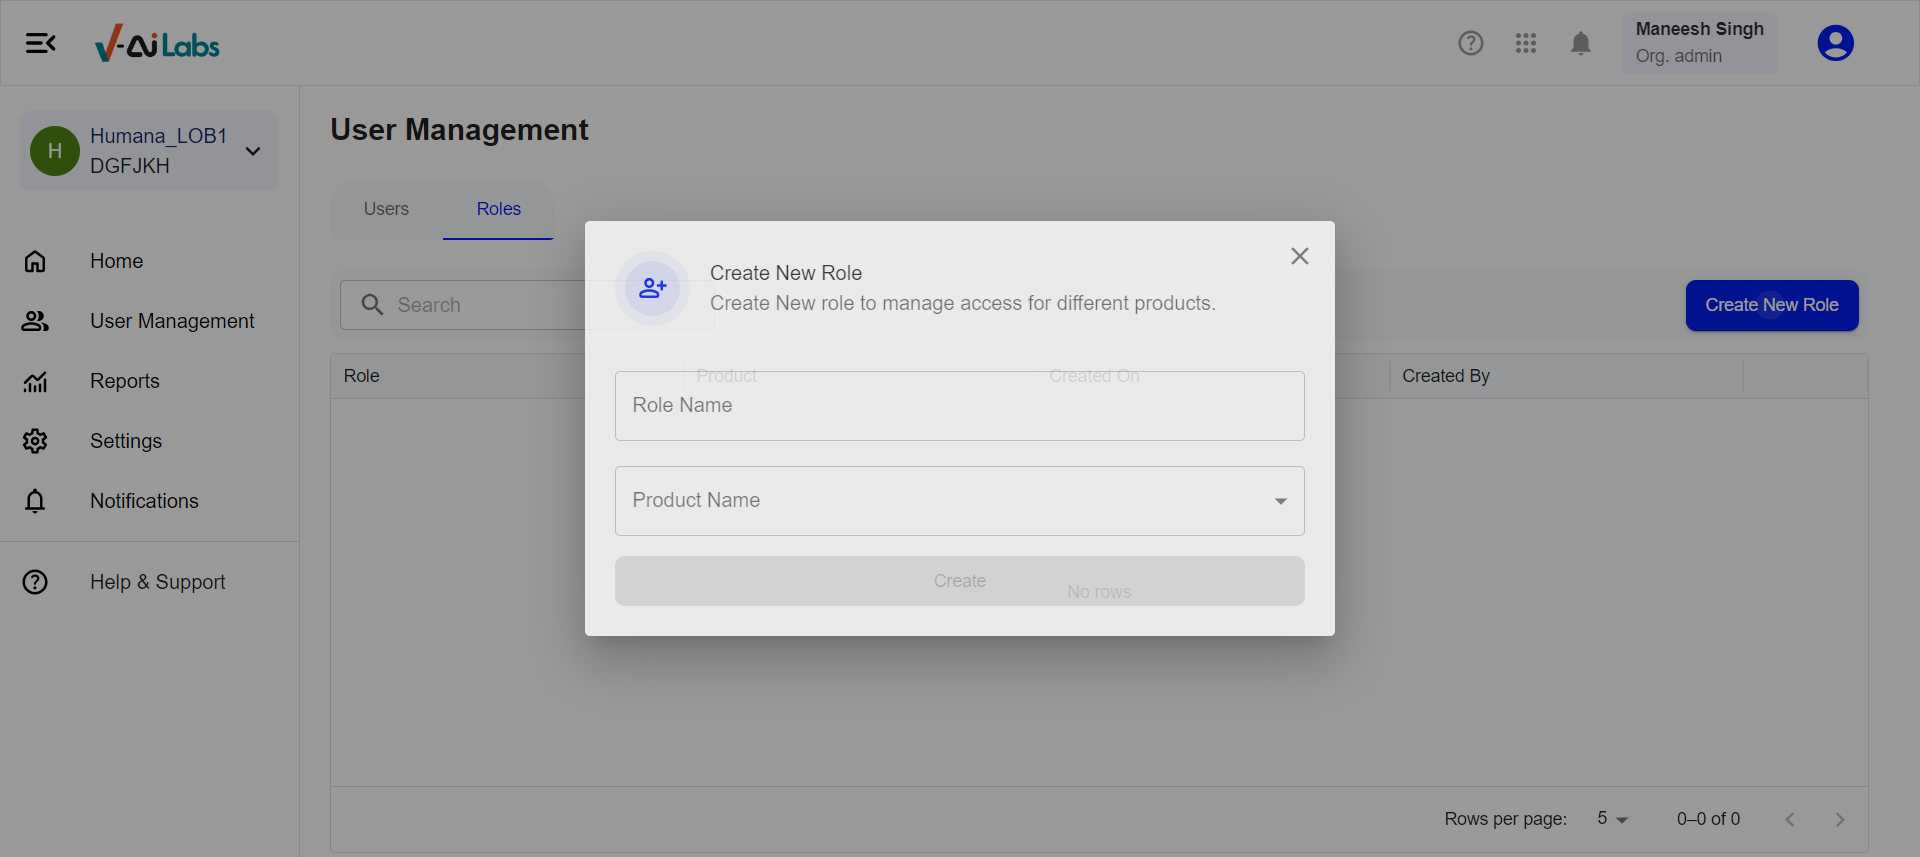 V-Ai Labs
Maneesh Singh
Org. admin
H
Humana_LOB1
DGFJKH
Home
User Management
Reports
Settings
Notifications
Help & Support
User Management
Users
Roles
Search
Create New Role
Create New Role
Create New role to manage access for different products.
Role
Product
Created On
Created By
Role Name
Product Name
Create
No rows
Rows per page:
5
0–0 of 0